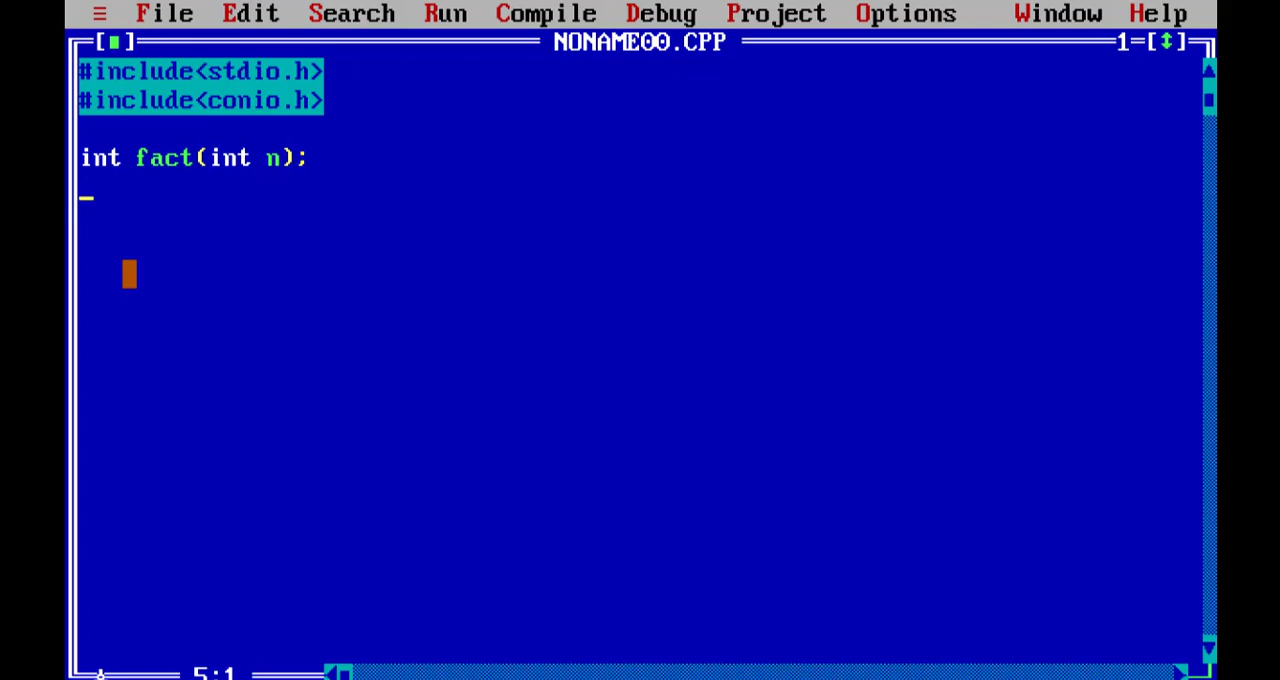 ≡ File Edit Search Run Compile Debug Project Options Window Help
[■] NONAME00.CPP 1=[↕]
#include<stdio.h>
#include<conio.h>
int fact(int n);
5:1